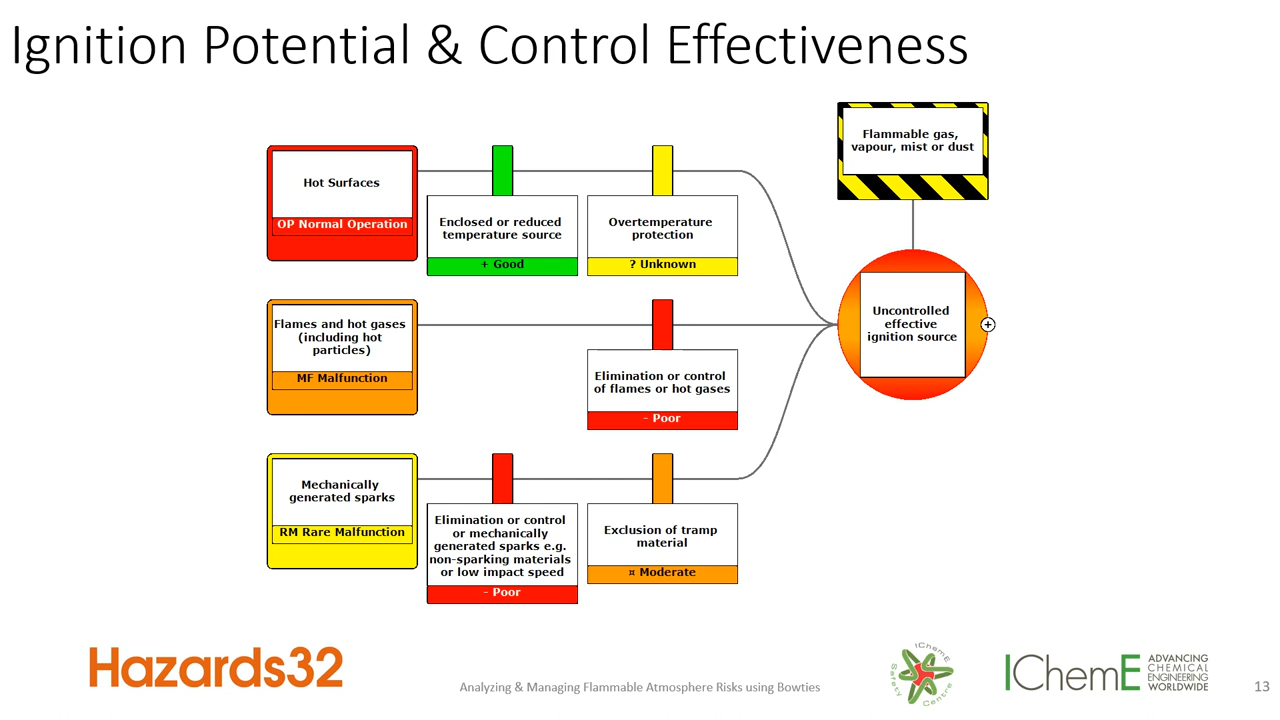 Ignition Potential & Control Effectiveness
Flammable gas,
vapour, mist or dust
Hot Surfaces
OP Normal Operation
Enclosed or reduced
temperature source
+ Good
Overtemperature
protection
? Unknown
Flames and hot gases
(including hot
particles)
MF Malfunction
Elimination or control
of flames or hot gases
- Poor
Uncontrolled
effective
ignition source
Mechanically
generated sparks
RM Rare Malfunction
Elimination or control
or mechanically
generated sparks e.g.
non-sparking materials
or low impact speed
- Poor
Exclusion of tramp
material
¤ Moderate
Hazards32
Analyzing & Managing Flammable Atmosphere Risks using Bowties
IChemE
Safety
Centre
IChemE
ADVANCING
CHEMICAL
ENGINEERING
WORLDWIDE
13